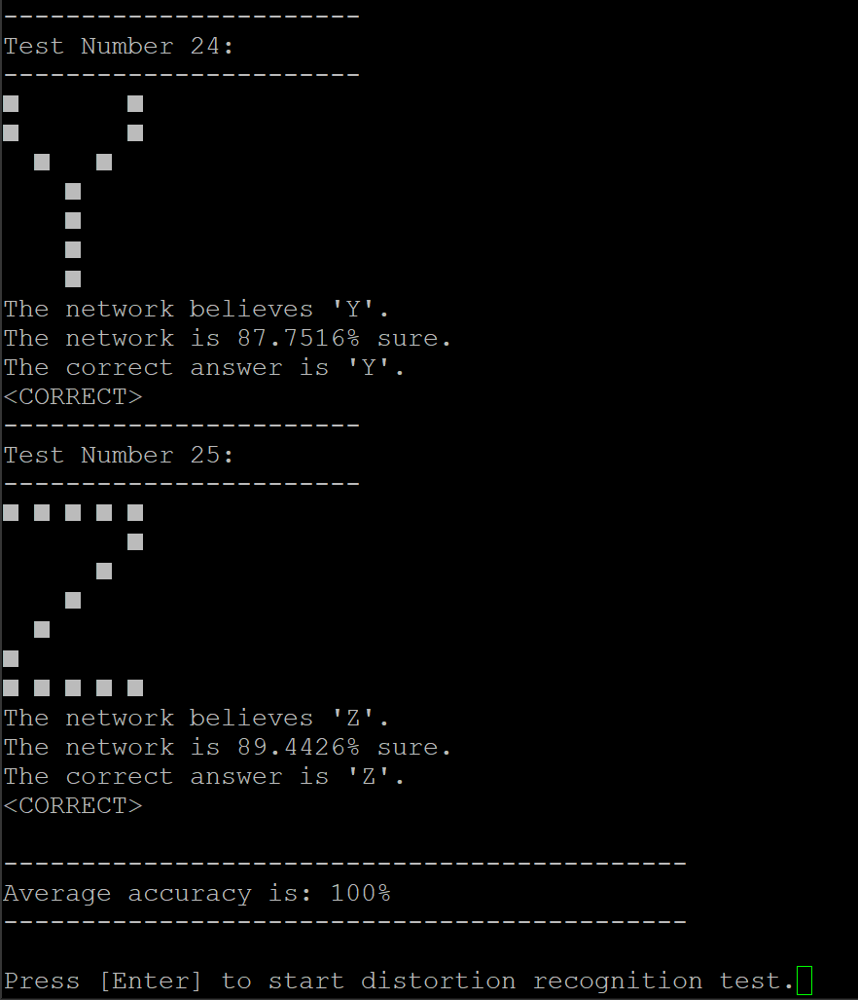 -----------------------
Test Number 24:
-----------------------
■       ■
■       ■
  ■   ■
    ■
    ■
    ■
    ■
The network believes 'Y'.
The network is 87.7516% sure.
The correct answer is 'Y'.
<CORRECT>
-----------------------
Test Number 25:
-----------------------
■ ■ ■ ■ ■
        ■
      ■
    ■
  ■
■
■ ■ ■ ■ ■
The network believes 'Z'.
The network is 89.4426% sure.
The correct answer is 'Z'.
<CORRECT>

--------------------------------------------
Average accuracy is: 100%
--------------------------------------------

Press [Enter] to start distortion recognition test.